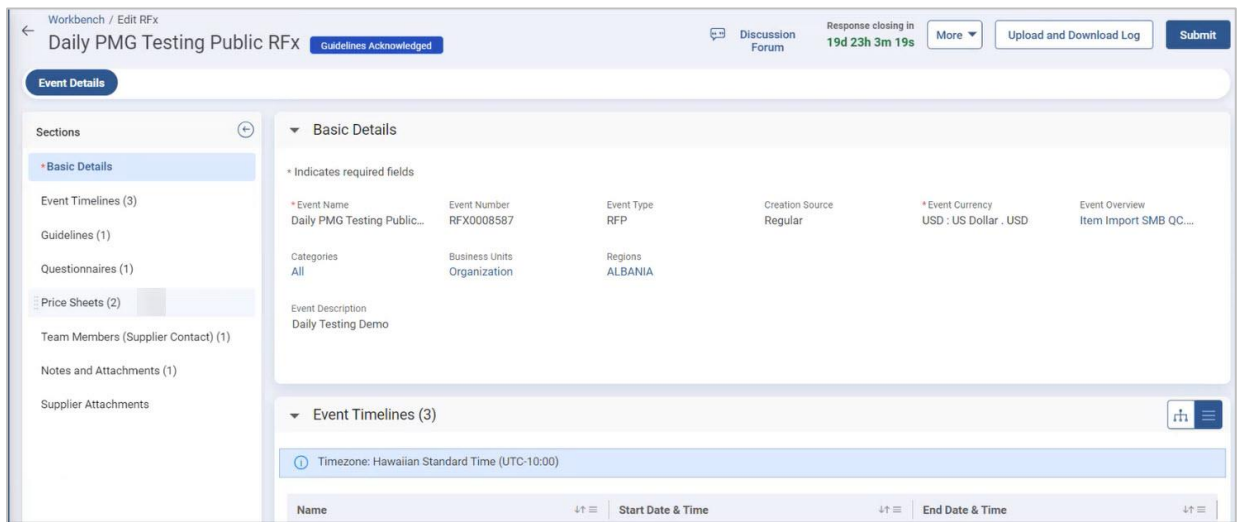 Workbench / Edit RFx
Daily PMG Testing Public RFx Guidelines Acknowledged
Discussion
Forum
Response closing in
19d 23h 3m 19s
More
Upload and Download Log
Submit
Event Details
Sections
*Basic Details
Event Timelines (3)
Guidelines (1)
Questionnaires (1)
Price Sheets (2)
Team Members (Supplier Contact) (1)
Notes and Attachments (1)
Supplier Attachments
Basic Details
* Indicates required fields
* Event Name Event Number Event Type Creation Source * Event Currency Event Overview
Daily PMG Testing Public... RFX0008587 RFP Regular USD : US Dollar . USD Item Import SMB QC....
Categories Business Units Regions
All Organization ALBANIA
Event Description
Daily Testing Demo
Event Timelines (3)
Timezone: Hawaiian Standard Time (UTC-10:00)
Name Start Date & Time End Date & Time